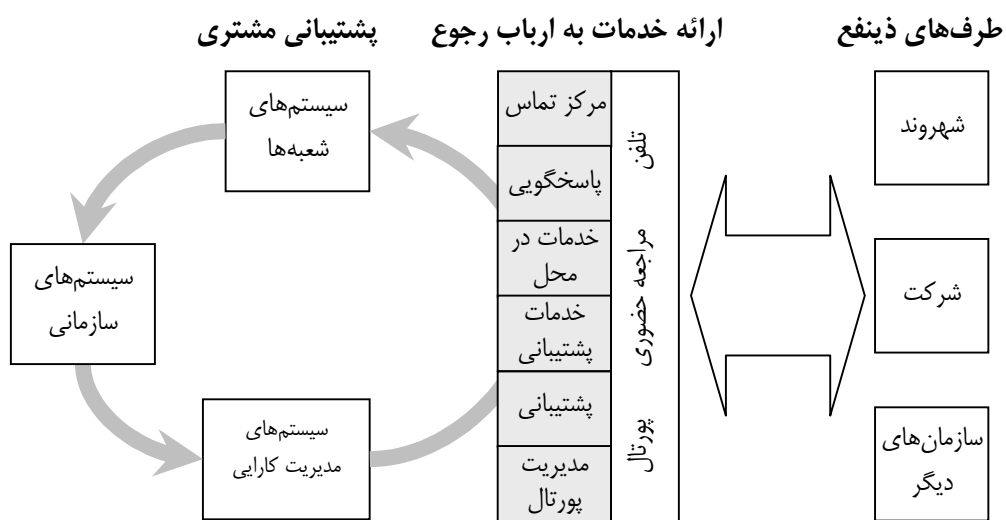 طرف‌های ذینفع
ارائه خدمات به ارباب رجوع
پشتیبانی مشتری
شهروند
شرکت
سازمان‌های
دیگر
تلفن
مراجعه حضوری
پورتال
مرکز تماس
پاسخگویی
خدمات در
محل
خدمات
پشتیبانی
پشتیبانی
مدیریت
پورتال
سیستم‌های
شعبه‌ها
سیستم‌های
سازمانی
سیستم‌های
مدیریت کارایی